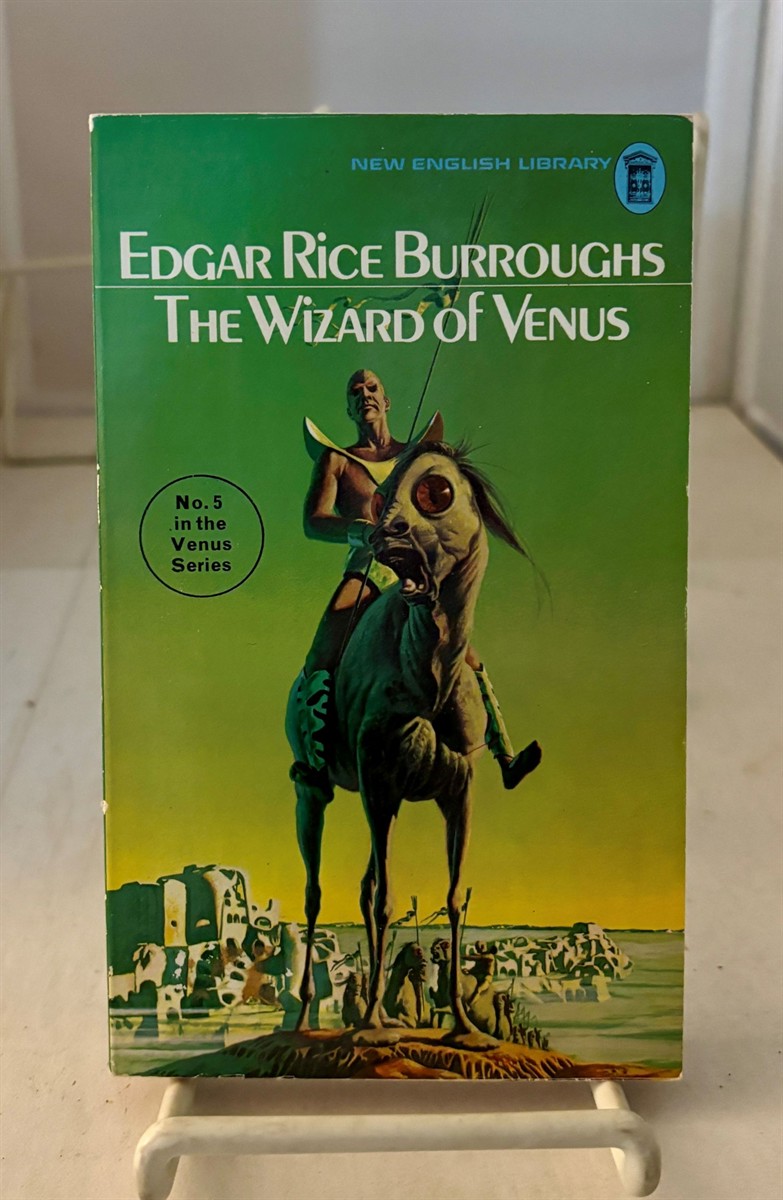 NEW ENGLISH LIBRARY
EDGAR RICE BURROUGHS
THE WIZARD OF VENUS
No. 5
in the
Venus
Series